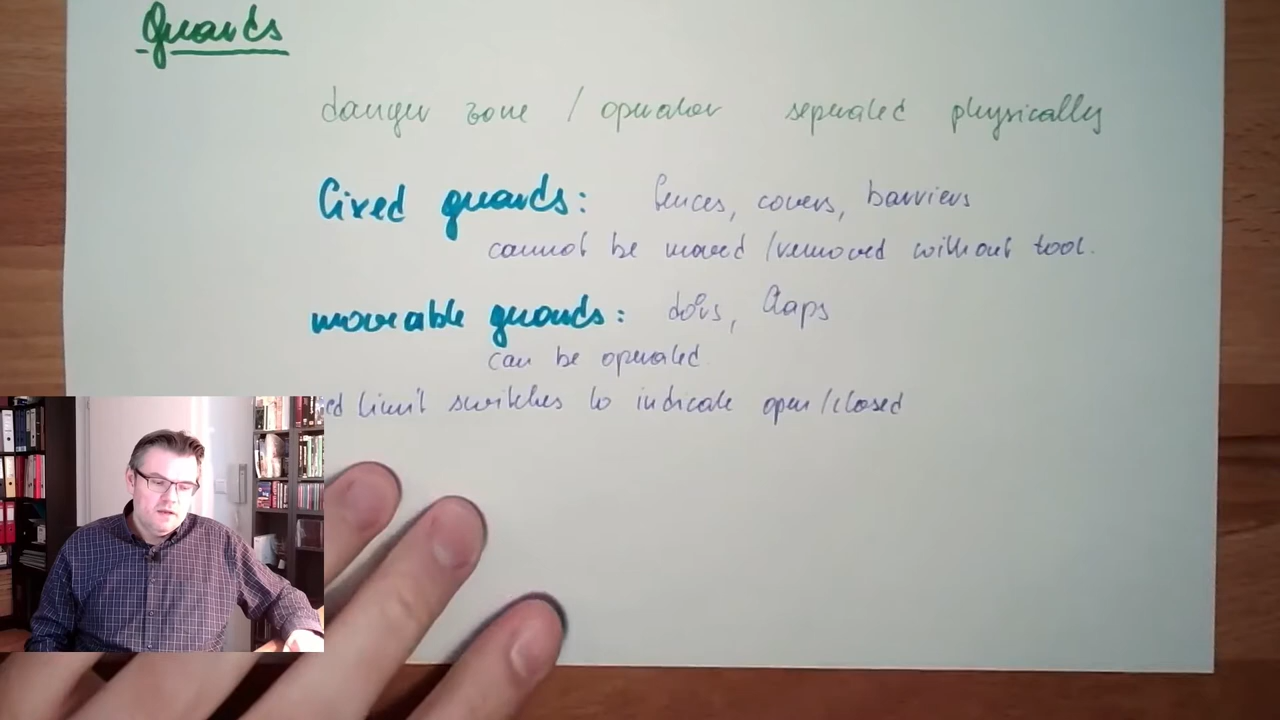 Guards
danger zone / operator seperated physically
fixed guards: fences, covers, barriers
cannot be moved / removed without tool.
moveable guards: doors, flaps
can be operated
limit switches to indicate open / closed